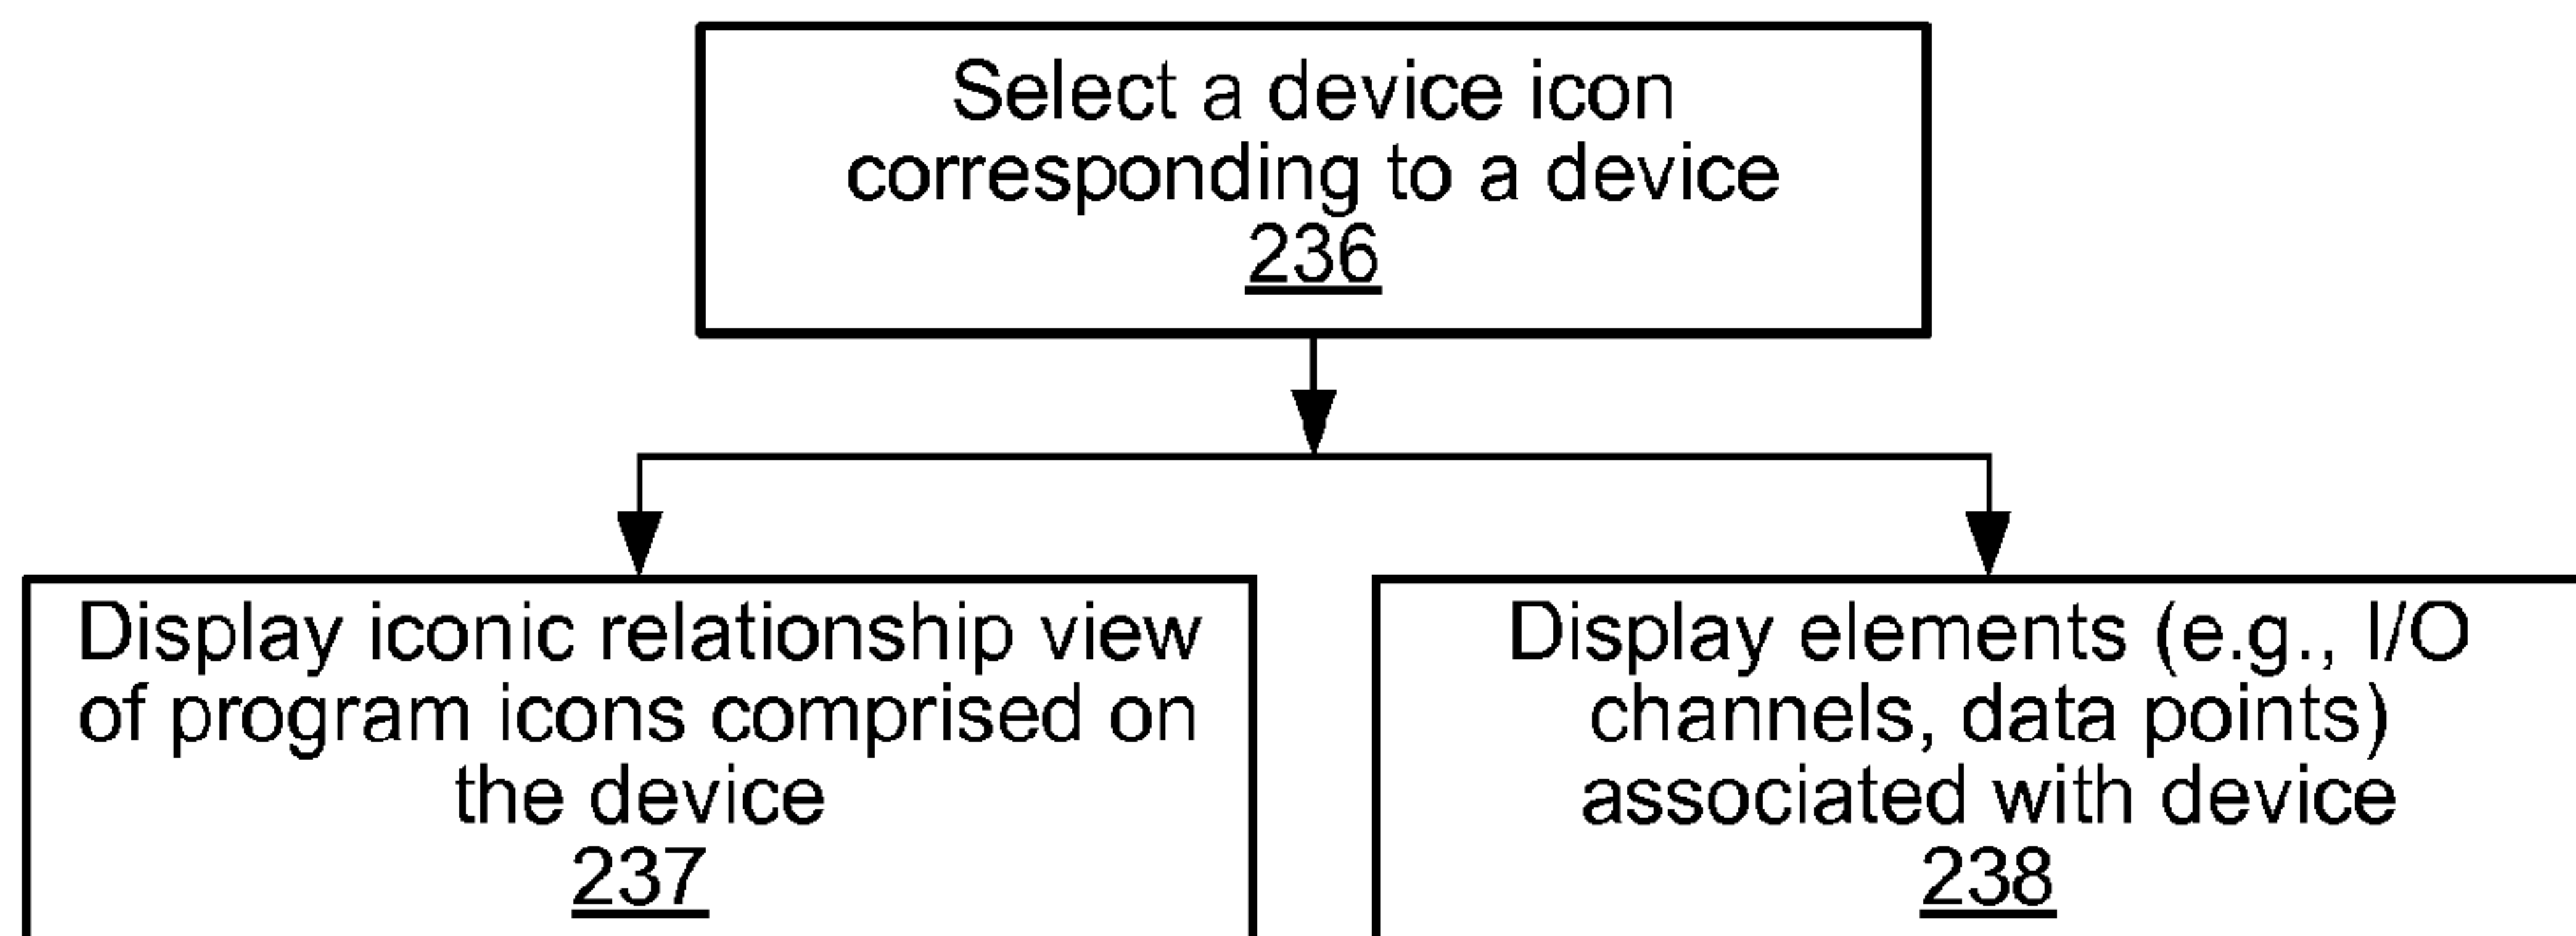 Select a device icon
corresponding to a device
236
Display iconic relationship view
of program icons comprised on
the device
237
Display elements (e.g., I/O
channels, data points)
associated with device
238